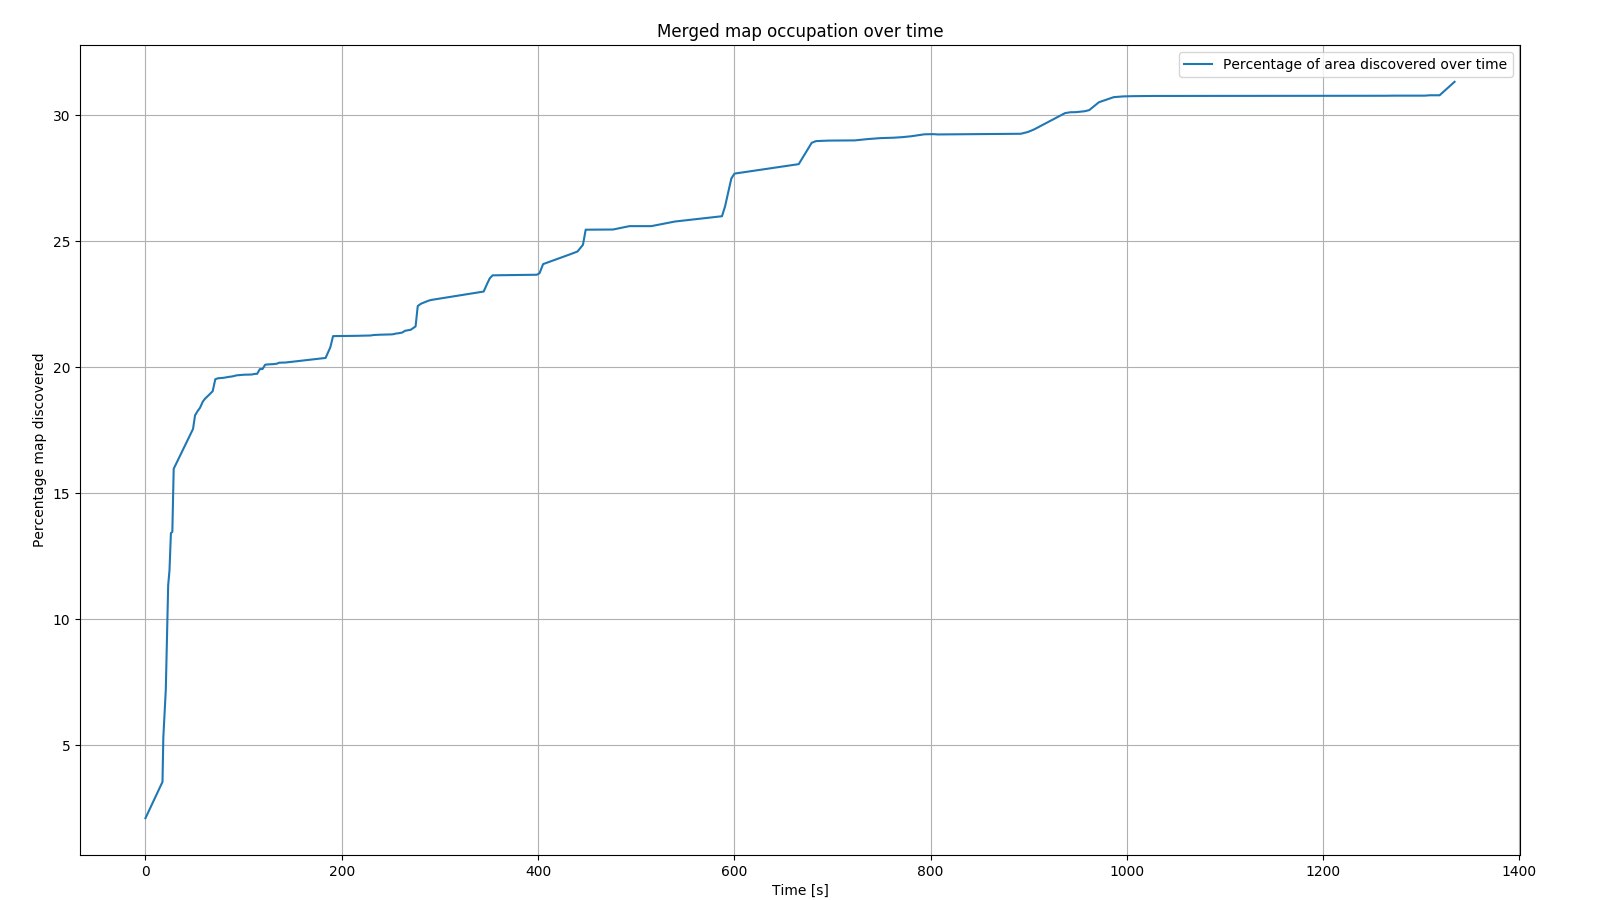 Merged map occupation over time
Percentage of area discovered over time
30
25
20
15
10
5
Percentage map discovered
0 200 400 600 800 1000 1200 1400
Time [s]